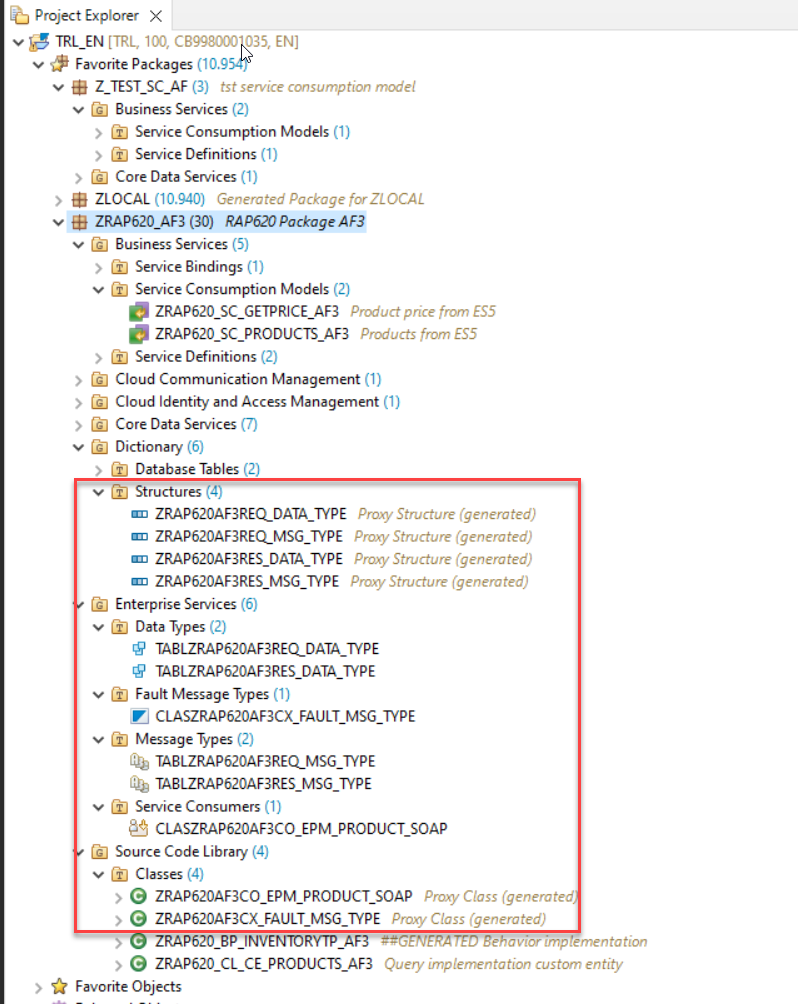 Project Explorer
TRL_EN [TRL, 100, CB9980001035, EN]
Favorite Packages (10.954)
Z_TEST_SC_AF (3) tst service consumption model
Business Services (2)
Service Consumption Models (1)
Service Definitions (1)
Core Data Services (1)
ZLOCAL (10.940) Generated Package for ZLOCAL
ZRAP620_AF3 (30) RAP620 Package AF3
Business Services (5)
Service Bindings (1)
Service Consumption Models (2)
ZRAP620_SC_GETPRICE_AF3 Product price from ES5
ZRAP620_SC_PRODUCTS_AF3 Products from ES5
Service Definitions (2)
Cloud Communication Management (1)
Cloud Identity and Access Management (1)
Core Data Services (7)
Dictionary (6)
Database Tables (2)
Structures (4)
ZRAP620AF3REQ_DATA_TYPE Proxy Structure (generated)
ZRAP620AF3REQ_MSG_TYPE Proxy Structure (generated)
ZRAP620AF3RES_DATA_TYPE Proxy Structure (generated)
ZRAP620AF3RES_MSG_TYPE Proxy Structure (generated)
Enterprise Services (6)
Data Types (2)
TABLZRAP620AF3REQ_DATA_TYPE
TABLZRAP620AF3RES_DATA_TYPE
Fault Message Types (1)
CLASZRAP620AF3CX_FAULT_MSG_TYPE
Message Types (2)
TABLZRAP620AF3REQ_MSG_TYPE
TABLZRAP620AF3RES_MSG_TYPE
Service Consumers (1)
CLASZRAP620AF3CO_EPM_PRODUCT_SOAP
Source Code Library (4)
Classes (4)
ZRAP620AF3CO_EPM_PRODUCT_SOAP Proxy Class (generated)
ZRAP620AF3CX_FAULT_MSG_TYPE Proxy Class (generated)
ZRAP620_BP_INVENTORYTP_AF3 ##GENERATED Behavior implementation
ZRAP620_CL_CE_PRODUCTS_AF3 Query implementation custom entity
Favorite Objects